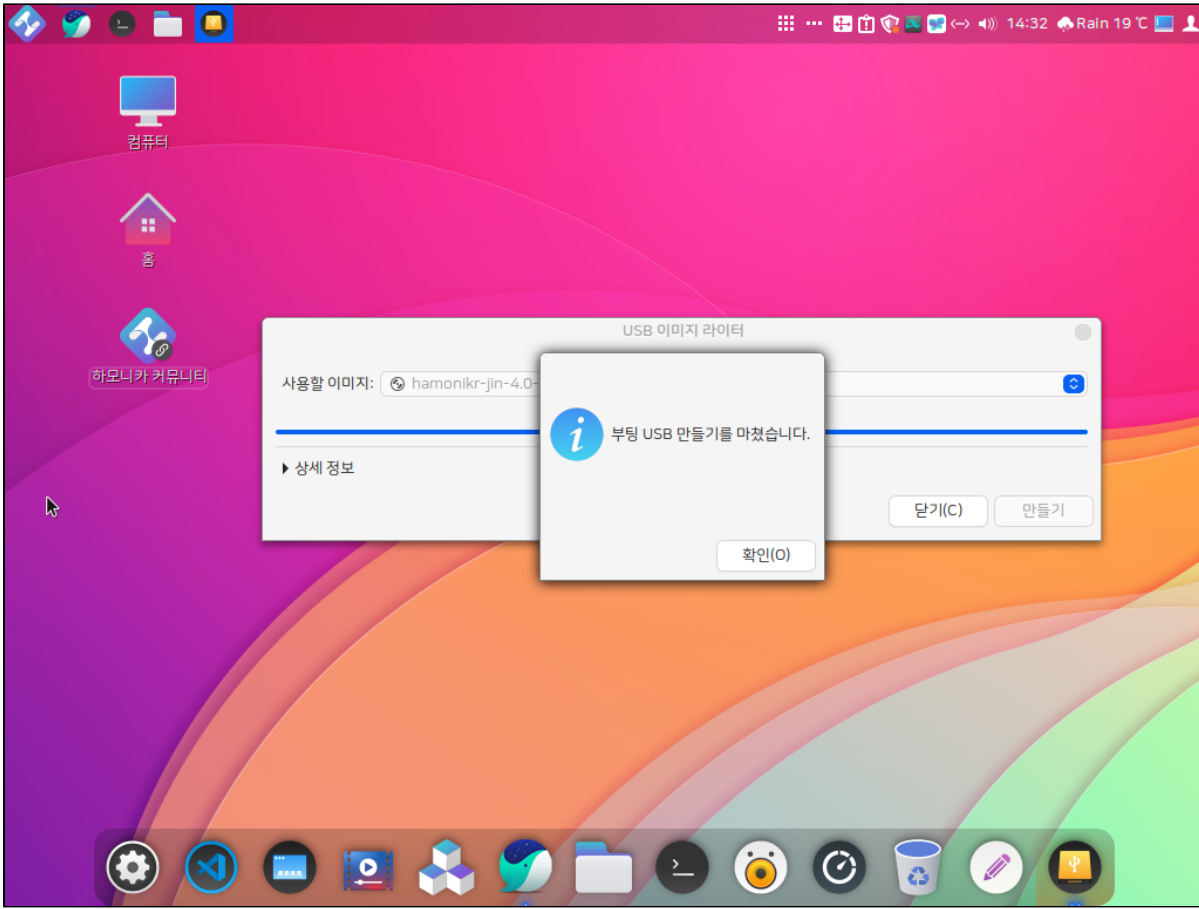 14:32 Rain 19 ℃
컴퓨터
홈
하모니카 커뮤니티
USB 이미지 라이터
사용할 이미지: hamonikr-jin-4.0-
부팅 USB 만들기를 마쳤습니다.
상세 정보
닫기(C) 만들기
확인(O)